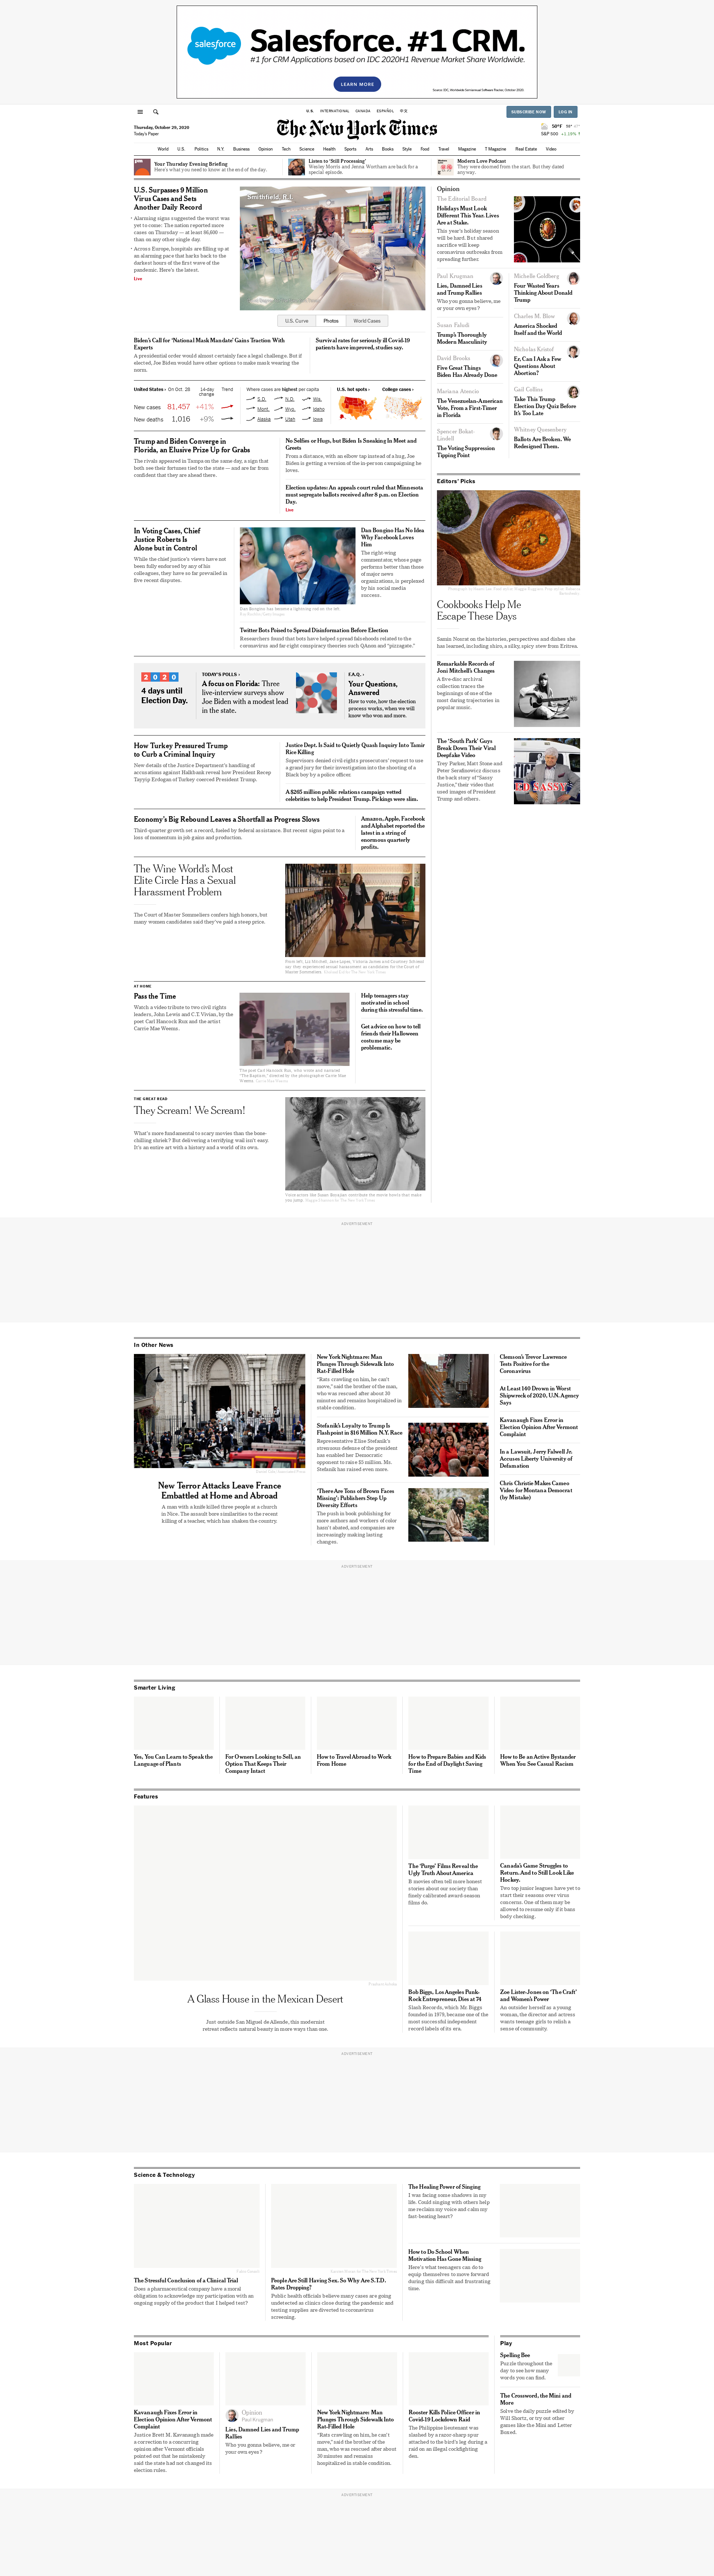 salesforce
Salesforce. #1 CRM.
#1 for CRM Applications based on IDC 2020H1 Revenue Market Share Worldwide.
LEARN MORE
Source: IDC, Worldwide Semiannual Software Tracker, October 2020.
U.S. INTERNATIONAL CANADA ESPAÑOL 中文
SUBSCRIBE NOW LOG IN
Thursday, October 29, 2020
Today's Paper
The New York Times
50°F
S&P 500
World U.S. Politics N.Y. Business Opinion Tech Science Health Sports Arts Books Style Food Travel Magazine T Magazine Real Estate Video
Your Thursday Evening Briefing
Here's what you need to know at the end of the day.
Listen to 'Still Processing'
Wesley Morris and Jenna Wortham are back for a
special episode.
Modern Love Podcast
They were doomed from the start. But they dated
anyway.
U.S. Surpasses 9 Million
Virus Cases and Sets
Another Daily Record
Alarming signs suggested the worst was
yet to come: The nation reported more
cases on Thursday — at least 86,600 —
than on any other single day.
Across Europe, hospitals are filling up at
an alarming pace that harks back to the
darkest hours of the first wave of the
pandemic. Here's the latest.
Live
Smithfield, R.I.
U.S. Curve Photos World Cases
Biden's Call for 'National Mask Mandate' Gains Traction With
Experts
A presidential order would almost certainly face a legal challenge. But if
elected, Joe Biden would have other options to make mask wearing the
norm.
Survival rates for seriously ill Covid-19
patients have improved, studies say.
United States › On Oct. 28 14-day change Trend
New cases 81,457 +41%
New deaths 1,016 +9%
Where cases are highest per capita
S.D. N.D. Wis.
Mont. Wyo. Idaho
Alaska Utah Iowa
U.S. hot spots ›
College cases ›
Trump and Biden Converge in
Florida, an Elusive Prize Up for Grabs
The rivals appeared in Tampa on the same day, a sign that
both see their fortunes tied to the state — and are far from
confident that they are ahead there.
No Selfies or Hugs, but Biden Is Sneaking In Meet and
Greets
From a distance, with an elbow tap instead of a hug, Joe
Biden is getting a version of the in-person campaigning he
loves.
Election updates: An appeals court ruled that Minnesota
must segregate ballots received after 8 p.m. on Election
Day.
Live
In Voting Cases, Chief
Justice Roberts Is
Alone but in Control
While the chief justice's views have not
been fully endorsed by any of his
colleagues, they have so far prevailed in
five recent disputes.
Dan Bongino has become a lightning rod on the left.
Dan Bongino Has No Idea
Why Facebook Loves
Him
The right-wing
commentator, whose page
performs better than those
of major news
organizations, is perplexed
by his social media
success.
Twitter Bots Poised to Spread Disinformation Before Election
Researchers found that bots have helped spread falsehoods related to the
coronavirus and far-right conspiracy theories such QAnon and "pizzagate."
2020
4 days until
Election Day.
TODAY'S POLLS ›
A focus on Florida: Three
live-interview surveys show
Joe Biden with a modest lead
in the state.
F.A.Q. ›
Your Questions,
Answered
How to vote, how the election
process works, when we will
know who won and more.
How Turkey Pressured Trump
to Curb a Criminal Inquiry
New details of the Justice Department's handling of
accusations against Halkbank reveal how President Recep
Tayyip Erdogan of Turkey coerced President Trump.
Justice Dept. Is Said to Quietly Quash Inquiry Into Tamir
Rice Killing
Supervisors denied civil rights prosecutors' request to use
a grand jury for their investigation into the shooting of a
Black boy by a police officer.
A $265 million public relations campaign vetted
celebrities to help President Trump. Pickings were slim.
Economy's Big Rebound Leaves a Shortfall as Progress Slows
Third-quarter growth set a record, fueled by federal assistance. But recent signs point to a
loss of momentum in job gains and production.
Amazon, Apple, Facebook
and Alphabet reported the
latest in a string of
enormous quarterly
profits.
The Wine World's Most
Elite Circle Has a Sexual
Harassment Problem
The Court of Master Sommeliers confers high honors, but
many women candidates said they've paid a steep price.
AT HOME
Pass the Time
Watch a video tribute to two civil rights
leaders, John Lewis and C.T. Vivian, by the
poet Carl Hancock Rux and the artist
Carrie Mae Weems.
Help teenagers stay
motivated in school
during this stressful time.
Get advice on how to tell
friends their Halloween
costume may be
problematic.
THE GREAT READ
They Scream! We Scream!
What's more fundamental to scary movies than the bone-
chilling shriek? But delivering a terrifying wail isn't easy.
It's an entire art with a history and a world of its own.
Opinion
The Editorial Board
Holidays Must Look
Different This Year. Lives
Are at Stake.
This year's holiday season
will be hard. But shared
sacrifice will keep
coronavirus outbreaks from
spreading further.
Paul Krugman
Lies, Damned Lies
and Trump Rallies
Who you gonna believe, me
or your own eyes?
Susan Faludi
Trump's Thoroughly
Modern Masculinity
David Brooks
Five Great Things
Biden Has Already Done
Mariana Atencio
The Venezuelan-American
Vote, From a First-Timer
in Florida
Spencer Bokat-
Lindell
The Voting Suppression
Tipping Point
Michelle Goldberg
Four Wasted Years
Thinking About Donald
Trump
Charles M. Blow
America Shocked
Itself and the World
Nicholas Kristof
Er, Can I Ask a Few
Questions About
Abortion?
Gail Collins
Take This Trump
Election Day Quiz Before
It's Too Late
Whitney Quesenbery
Ballots Are Broken. We
Redesigned Them.
Editors' Picks
Cookbooks Help Me
Escape These Days
Samin Nosrat on the histories, perspectives and dishes she
has learned, including shiro, a silky, spicy stew from Eritrea.
Remarkable Records of
Joni Mitchell's Changes
A five-disc archival
collection traces the
beginnings of one of the
most daring trajectories in
popular music.
The 'South Park' Guys
Break Down Their Viral
Deepfake Video
Trey Parker, Matt Stone and
Peter Serafinowicz discuss
the back story of "Sassy
Justice," their video that
used images of President
Trump and others.
ED SASSY
ADVERTISEMENT
In Other News
New Terror Attacks Leave France
Embattled at Home and Abroad
A man with a knife killed three people at a church
in Nice. The assault bore similarities to the recent
killing of a teacher, which has shaken the country.
New York Nightmare: Man
Plunges Through Sidewalk Into
Rat-Filled Hole
"Rats crawling on him, he can't
move," said the brother of the man,
who was rescued after about 30
minutes and remains hospitalized in
stable condition.
Stefanik's Loyalty to Trump Is
Flashpoint in $16 Million N.Y. Race
Representative Elise Stefanik's
strenuous defense of the president
has enabled her Democratic
opponent to raise $5 million. Ms.
Stefanik has raised even more.
'There Are Tons of Brown Faces
Missing': Publishers Step Up
Diversity Efforts
The push in book publishing for
more authors and workers of color
hasn't abated, and companies are
increasingly making lasting
changes.
Clemson's Trevor Lawrence
Tests Positive for the
Coronavirus
At Least 140 Drown in Worst
Shipwreck of 2020, U.N. Agency
Says
Kavanaugh Fixes Error in
Election Opinion After Vermont
Complaint
In a Lawsuit, Jerry Falwell Jr.
Accuses Liberty University of
Defamation
Chris Christie Makes Cameo
Video for Montana Democrat
(by Mistake)
ADVERTISEMENT
Smarter Living
Yes, You Can Learn to Speak the
Language of Plants
For Owners Looking to Sell, an
Option That Keeps Their
Company Intact
How to Travel Abroad to Work
From Home
How to Prepare Babies and Kids
for the End of Daylight Saving
Time
How to Be an Active Bystander
When You See Casual Racism
Features
A Glass House in the Mexican Desert
Just outside San Miguel de Allende, this modernist
retreat reflects natural beauty in more ways than one.
The 'Purge' Films Reveal the
Ugly Truth About America
B movies often tell more honest
stories about our society than
finely calibrated award-season
films do.
Canada's Game Struggles to
Return. And to Still Look Like
Hockey.
Two top junior leagues have yet to
start their seasons over virus
concerns. One of them may be
allowed to resume only if it bans
body checking.
Bob Biggs, Los Angeles Punk-
Rock Entrepreneur, Dies at 74
Slash Records, which Mr. Biggs
founded in 1978, became one of the
most successful independent
record labels of its era.
Zoe Lister-Jones on 'The Craft'
and Women's Power
An outsider herself as a young
woman, the director and actress
wants teenage girls to relish a
sense of community.
ADVERTISEMENT
Science & Technology
The Stressful Conclusion of a Clinical Trial
Does a pharmaceutical company have a moral
obligation to acknowledge my participation with an
ongoing supply of the product that I helped test?
People Are Still Having Sex. So Why Are S.T.D.
Rates Dropping?
Public health officials believe many cases are going
undetected as clinics close during the pandemic and
testing supplies are diverted to coronavirus
screening.
The Healing Power of Singing
I was facing some shadows in my
life. Could singing with others help
me reclaim my voice and calm my
fast-beating heart?
How to Do School When
Motivation Has Gone Missing
Here's what teenagers can do to
equip themselves to move forward
during this difficult and frustrating
time.
Most Popular
Kavanaugh Fixes Error in
Election Opinion After Vermont
Complaint
Justice Brett M. Kavanaugh made
a correction to a concurring
opinion after Vermont officials
pointed out that he mistakenly
said the state had not changed its
election rules.
Opinion
Paul Krugman
Lies, Damned Lies and Trump
Rallies
Who you gonna believe, me or
your own eyes?
New York Nightmare: Man
Plunges Through Sidewalk Into
Rat-Filled Hole
"Rats crawling on him, he can't
move," said the brother of the
man, who was rescued after about
30 minutes and remains
hospitalized in stable condition.
Rooster Kills Police Officer in
Covid-19 Lockdown Raid
The Philippine lieutenant was
slashed by a razor-sharp spur
attached to the bird's leg during a
raid on an illegal cockfighting
den.
Play
Spelling Bee
Puzzle throughout the
day to see how many
words you can find.
The Crossword, the Mini and
More
Solve the daily puzzle edited by
Will Shortz, or try out other
games like the Mini and Letter
Boxed.
ADVERTISEMENT